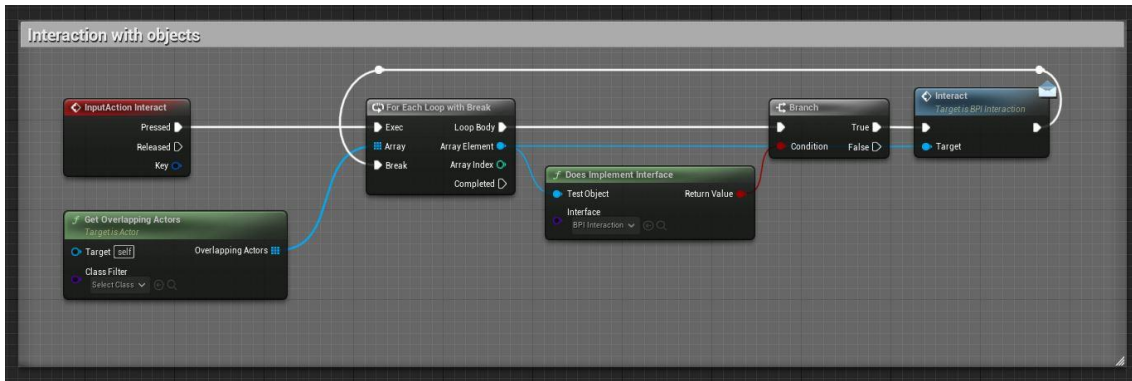 Interaction with objects
InputAction Interact
Pressed
Released
Key
Get Overlapping Actors
Target is Actor
Target self
Overlapping Actors
Class Filter
Select Class
For Each Loop with Break
Exec
Loop Body
Array
Array Element
Break
Array Index
Completed
Does Implement Interface
Test Object
Return Value
Interface
BPI Interaction
Branch
True
Condition
False
Interact
Target is BPI Interaction
Target